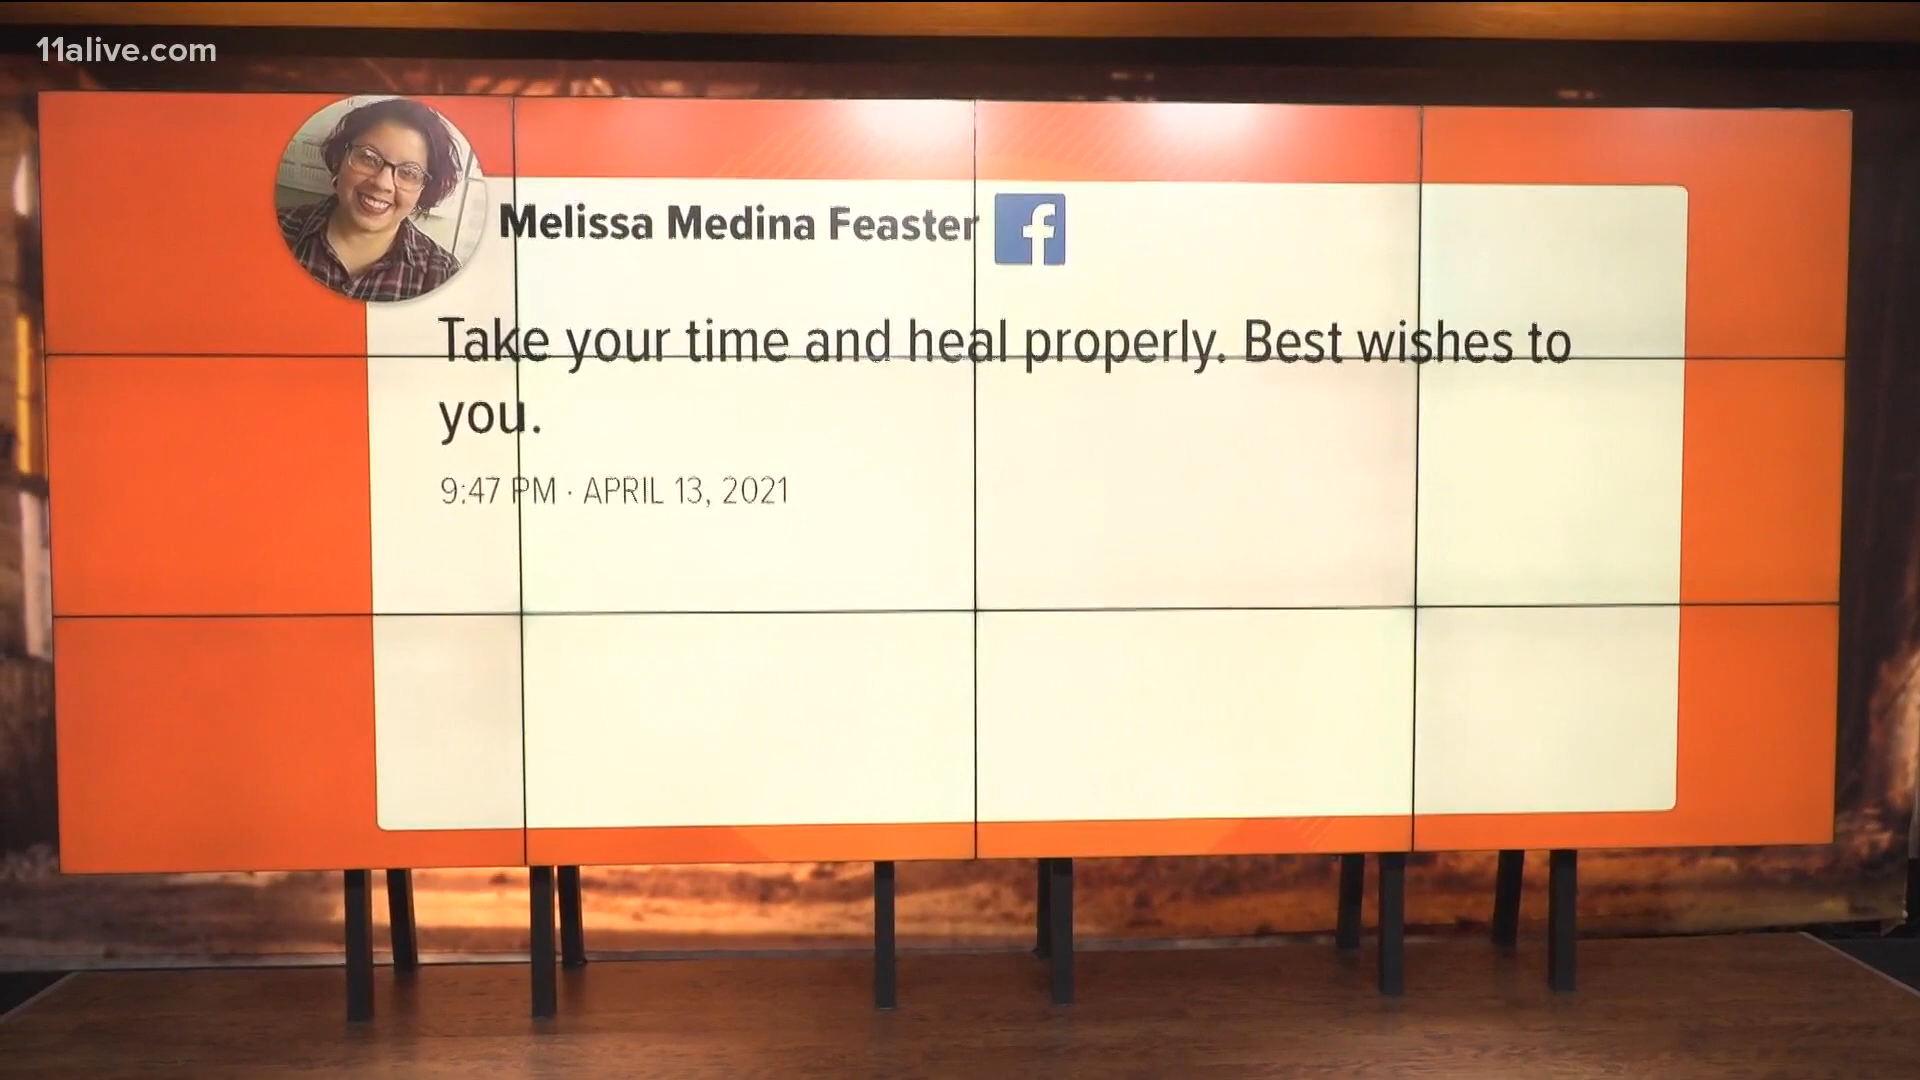 11alive.com
Melissa Medina Feaster
Take your time and heal properly. Best wishes to
you.
9:47 PM · APRIL 13, 2021